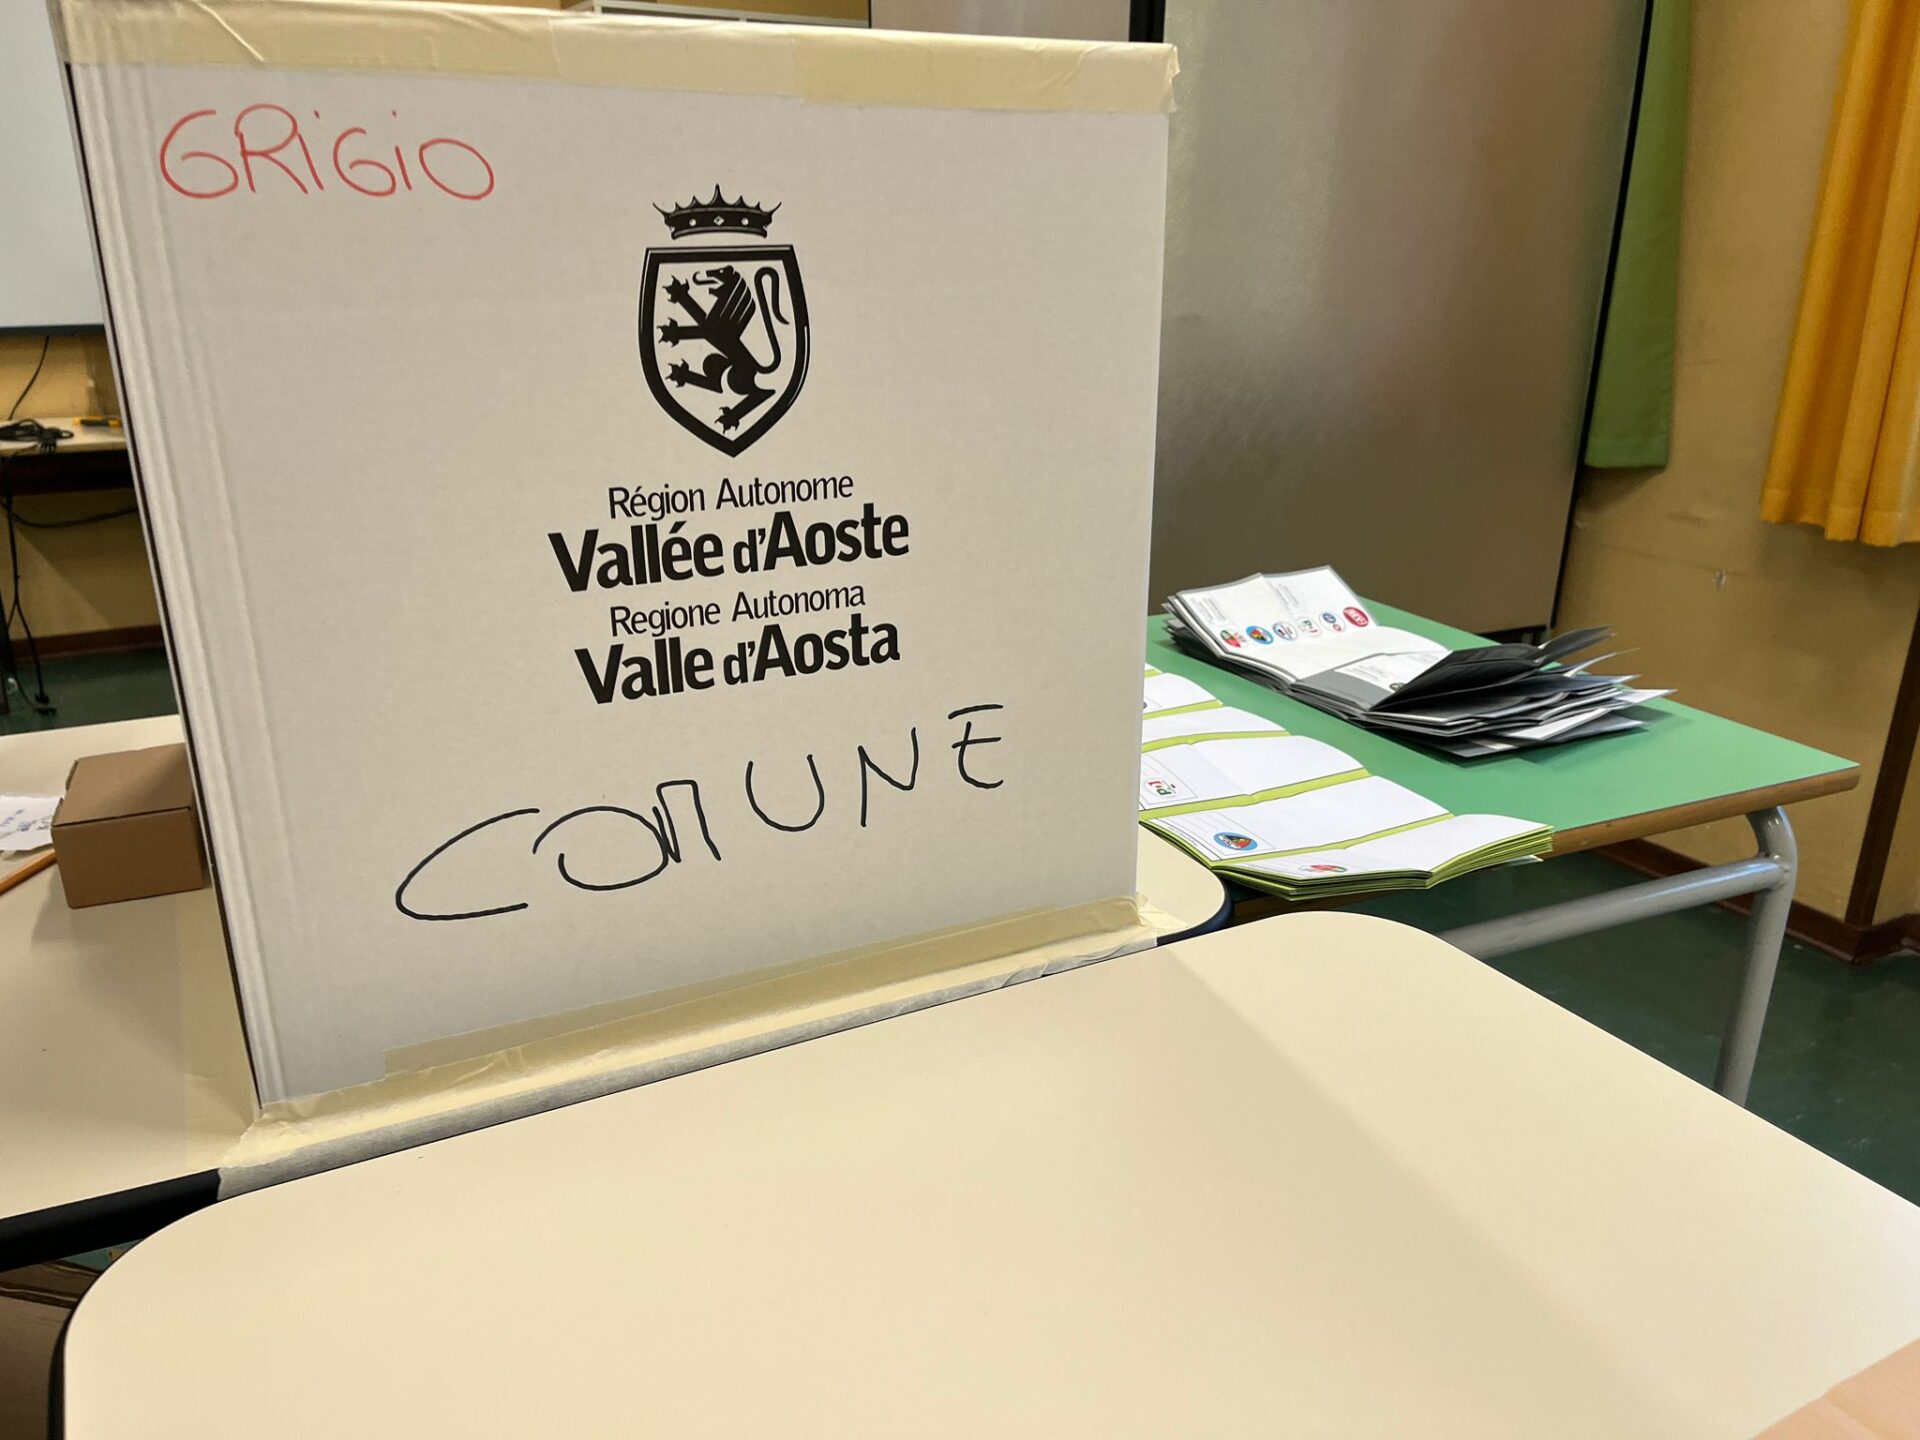 GRIGIO
Région Autonome
Vallée d'Aoste
Regione Autonoma
Valle d'Aosta
COMUNE